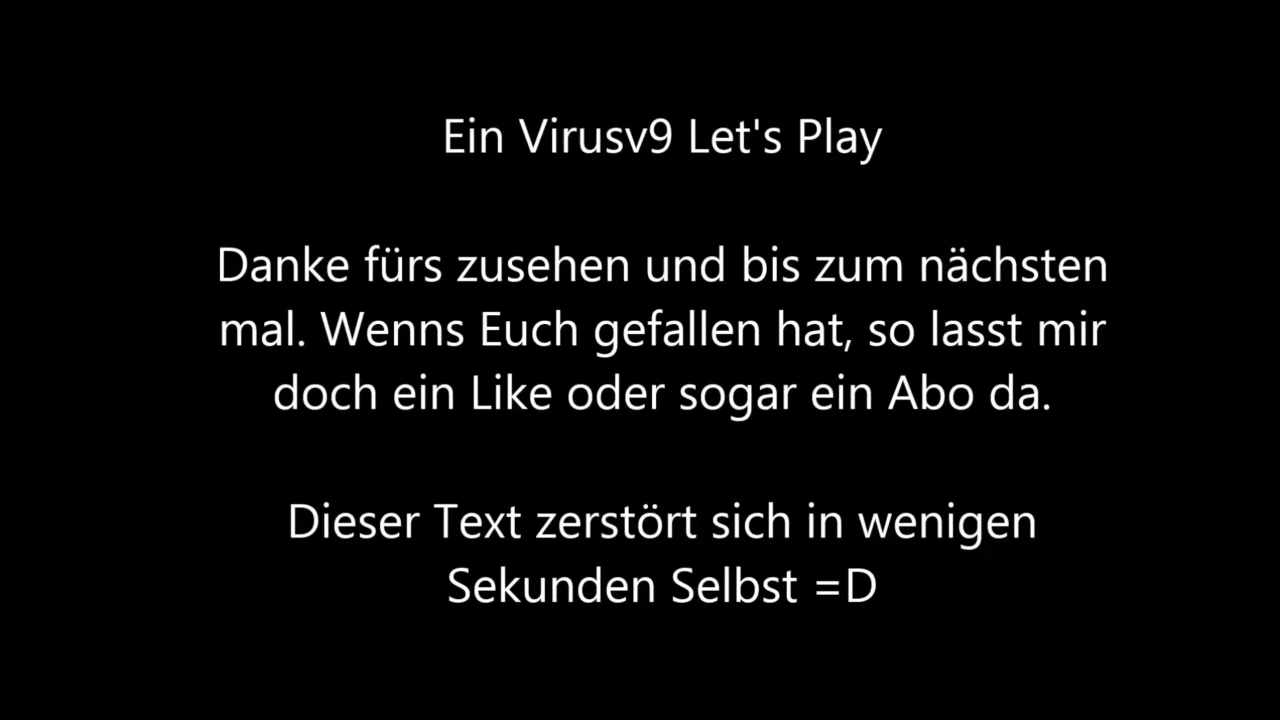 Ein Virusv9 Let's Play
Danke fürs zusehen und bis zum nächsten
mal. Wenns Euch gefallen hat, so lasst mir
doch ein Like oder sogar ein Abo da.
Dieser Text zerstört sich in wenigen
Sekunden Selbst =D